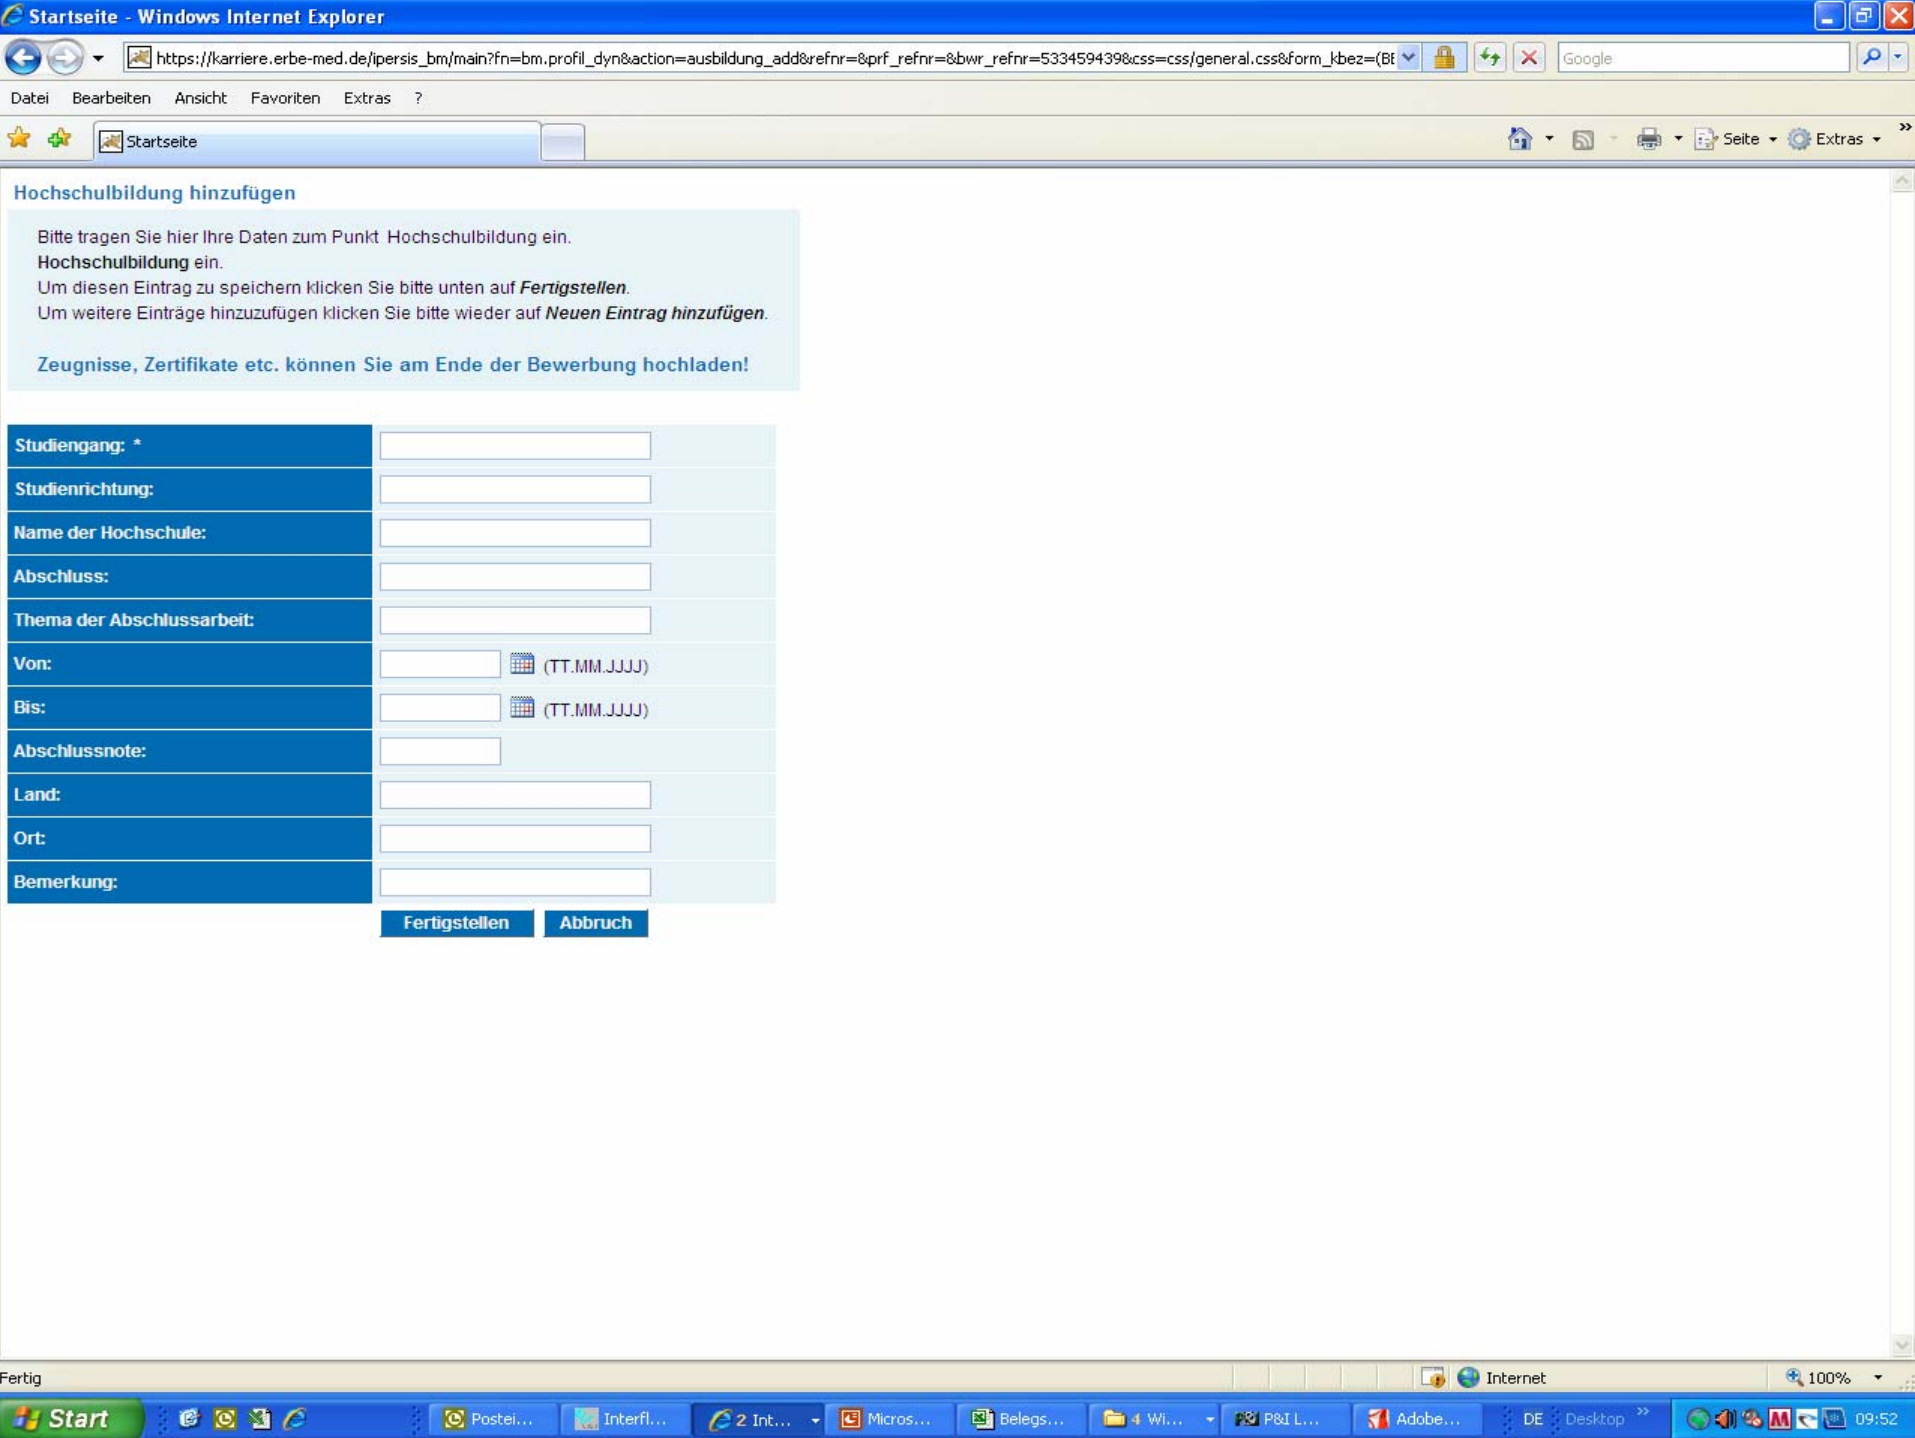 Startseite - Windows Internet Explorer
https://karriere.erbe-med.de/ipersis_bm/main?fn=bm.profil_dyn&action=ausbildung_add&refnr=&prf_refnr=&bwr_refnr=533459439&css=css/general.css&form_kbez=(BE
Google
Datei Bearbeiten Ansicht Favoriten Extras ?
Startseite
Seite Extras »
Hochschulbildung hinzufügen
Bitte tragen Sie hier Ihre Daten zum Punkt Hochschulbildung ein.
Hochschulbildung ein.
Um diesen Eintrag zu speichern klicken Sie bitte unten auf Fertigstellen.
Um weitere Einträge hinzuzufügen klicken Sie bitte wieder auf Neuen Eintrag hinzufügen.
Zeugnisse, Zertifikate etc. können Sie am Ende der Bewerbung hochladen!
Studiengang: *
Studienrichtung:
Name der Hochschule:
Abschluss:
Thema der Abschlussarbeit:
Von: (TT.MM.JJJJ)
Bis: (TT.MM.JJJJ)
Abschlussnote:
Land:
Ort:
Bemerkung:
Fertigstellen Abbruch
Fertig Internet 100%
Start Postei... Interfl... 2 Int... Micros... Belegs... 4 Wi... P&I L... Adobe... DE Desktop » 09:52